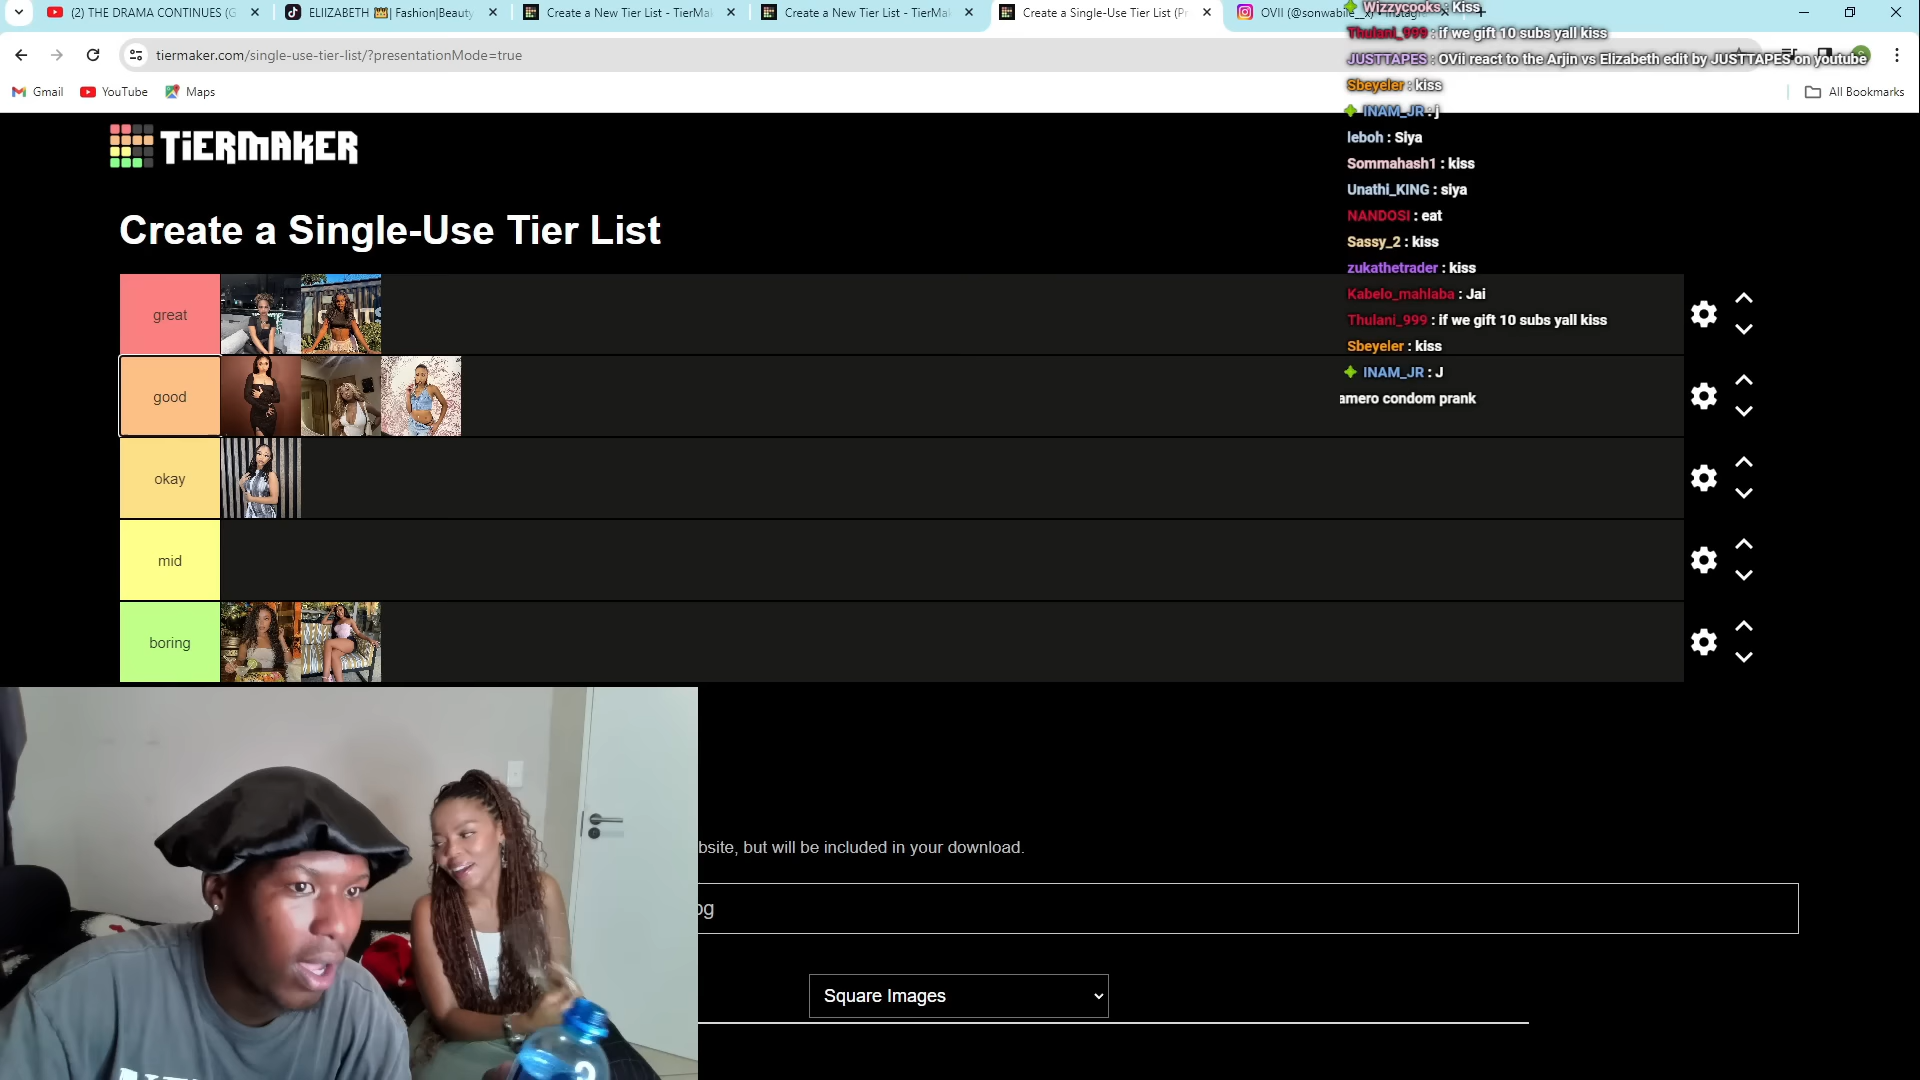 (2) THE DRAMA CONTINUES (G
ELIIZABETH 👑| Fashion|Beauty
Create a New Tier List - TierMa
Create a New Tier List - TierMa
Create a Single-Use Tier List (Pr
OVII (@sonwabile__x)
tiermaker.com/single-use-tier-list/?presentationMode=true
Gmail
YouTube
Maps
All Bookmarks
Wizzycooks : Kiss
Thulani_999 : if we gift 10 subs yall kiss
JUSTTAPES : OVii react to the Arjin vs Elizabeth edit by JUSTTAPES on youtube
Sbeyeler : kiss
INAM_JR : j
leboh : Siya
Sommahash1 : kiss
Unathi_KING : siya
NANDOSI : eat
Sassy_2 : kiss
zukathetrader : kiss
Kabelo_mahlaba : Jai
Thulani_999 : if we gift 10 subs yall kiss
Sbeyeler : kiss
INAM_JR : J
amero condom prank
TiERMAKER
Create a Single-Use Tier List
great
good
okay
mid
boring
bsite, but will be included in your download.
og
Square Images